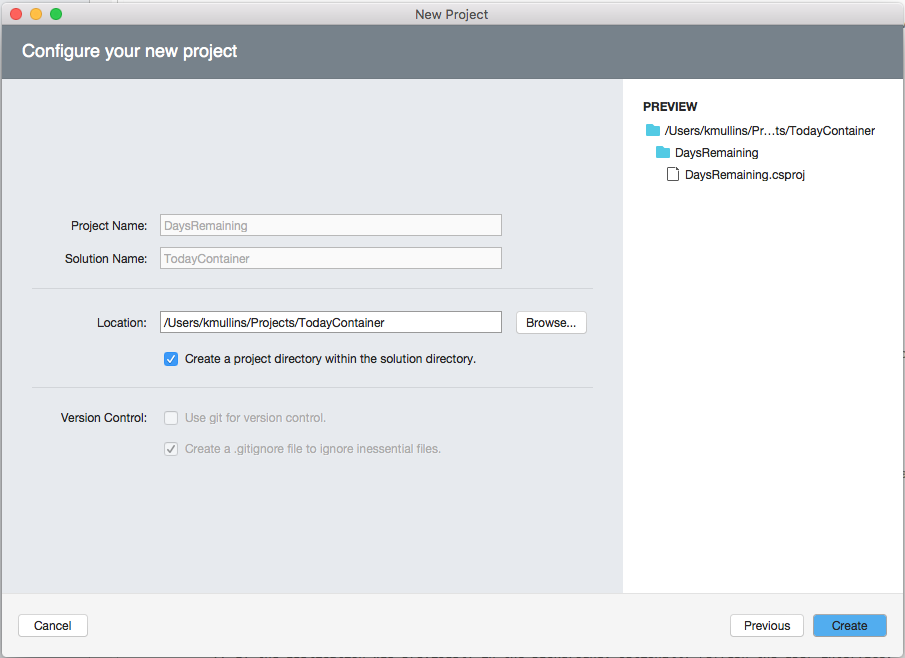 New Project
Configure your new project
PREVIEW
/Users/kmullins/Pr...ts/TodayContainer
DaysRemaining
DaysRemaining.csproj
Project Name: DaysRemaining
Solution Name: TodayContainer
Location: /Users/kmullins/Projects/TodayContainer Browse...
Create a project directory within the solution directory.
Version Control: Use git for version control.
Create a .gitignore file to ignore inessential files.
Cancel Previous Create